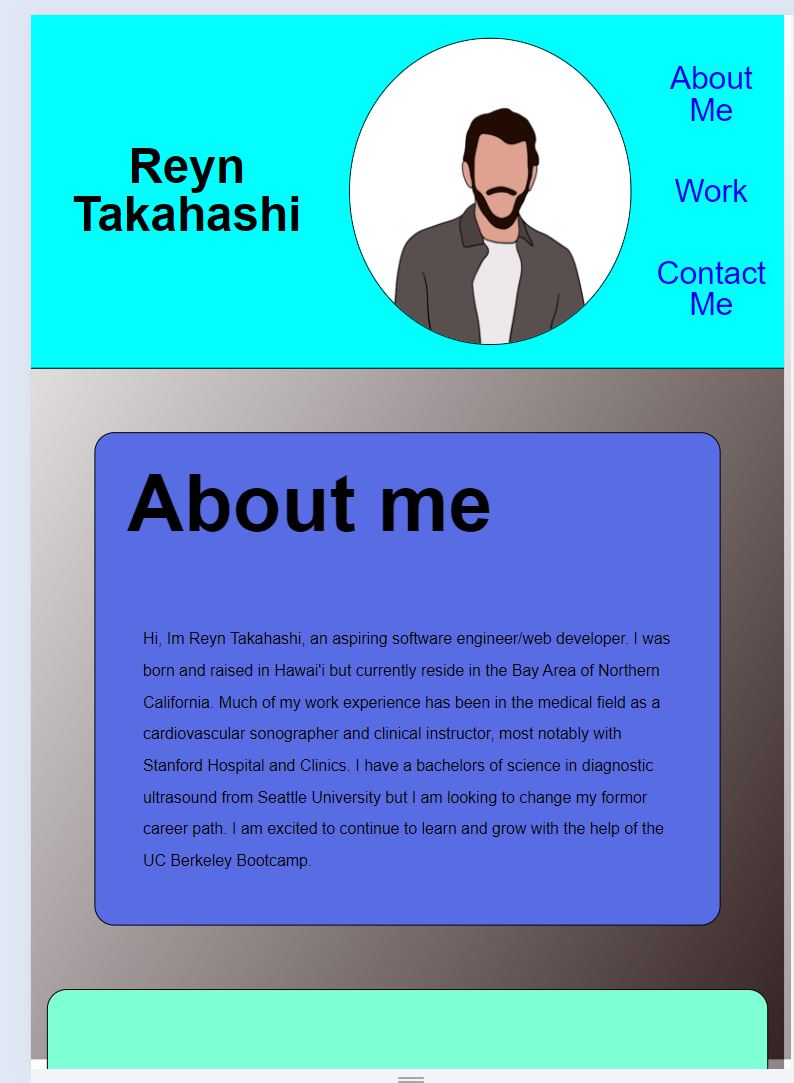 Reyn
Takahashi
About
Me
Work
Contact
Me
About me
Hi, Im Reyn Takahashi, an aspiring software engineer/web developer. I was
born and raised in Hawai'i but currently reside in the Bay Area of Northern
California. Much of my work experience has been in the medical field as a
cardiovascular sonographer and clinical instructor, most notably with
Stanford Hospital and Clinics. I have a bachelors of science in diagnostic
ultrasound from Seattle University but I am looking to change my formor
career path. I am excited to continue to learn and grow with the help of the
UC Berkeley Bootcamp.